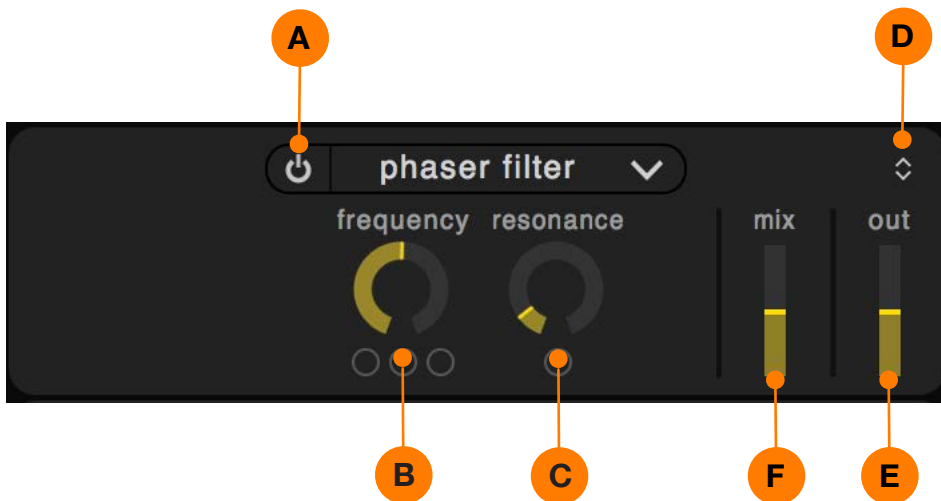 A
D
phaser filter
frequency resonance
mix
out
B
C
F
E